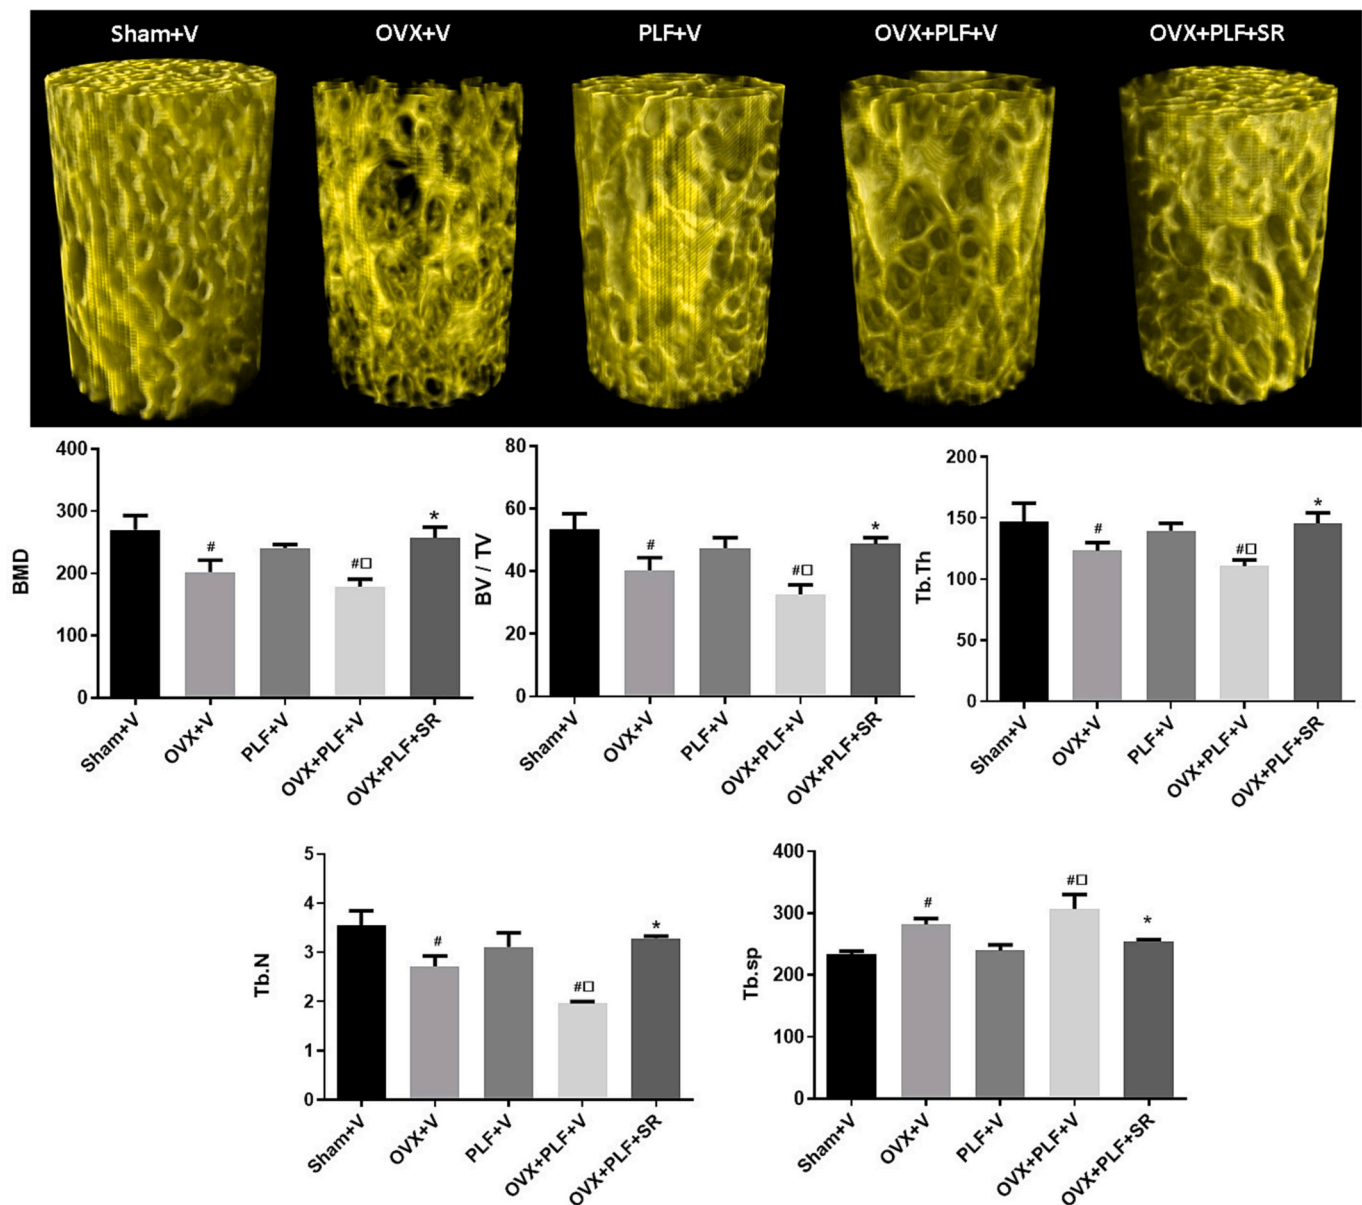 Sham+V OVX+V PLF+V OVX+PLF+V OVX+PLF+SR
BMD
400
300
200
100
0
#
#□
*
Sham+V
OVX+V
PLF+V
OVX+PLF+V
OVX+PLF+SR
BV / TV
80
60
40
20
0
#
#□
*
Sham+V
OVX+V
PLF+V
OVX+PLF+V
OVX+PLF+SR
Tb.Th
200
150
100
50
0
#
#□
*
Sham+V
OVX+V
PLF+V
OVX+PLF+V
OVX+PLF+SR
Tb.N
5
4
3
2
1
0
#
#□
*
Sham+V
OVX+V
PLF+V
OVX+PLF+V
OVX+PLF+SR
Tb.sp
400
300
200
100
0
#
#□
*
Sham+V
OVX+V
PLF+V
OVX+PLF+V
OVX+PLF+SR